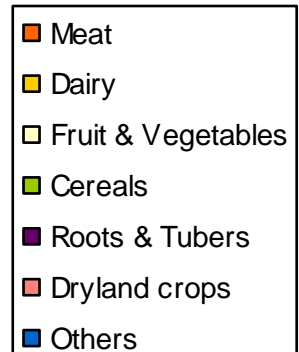 Meat
Dairy
Fruit & Vegetables
Cereals
Roots & Tubers
Dryland crops
Others